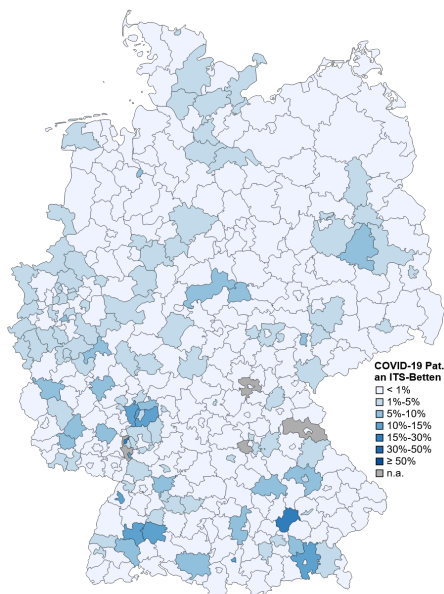 COVID-19 Pat.
an ITS-Betten
< 1%
1%-5%
5%-10%
10%-15%
15%-30%
30%-50%
≥ 50%
n.a.